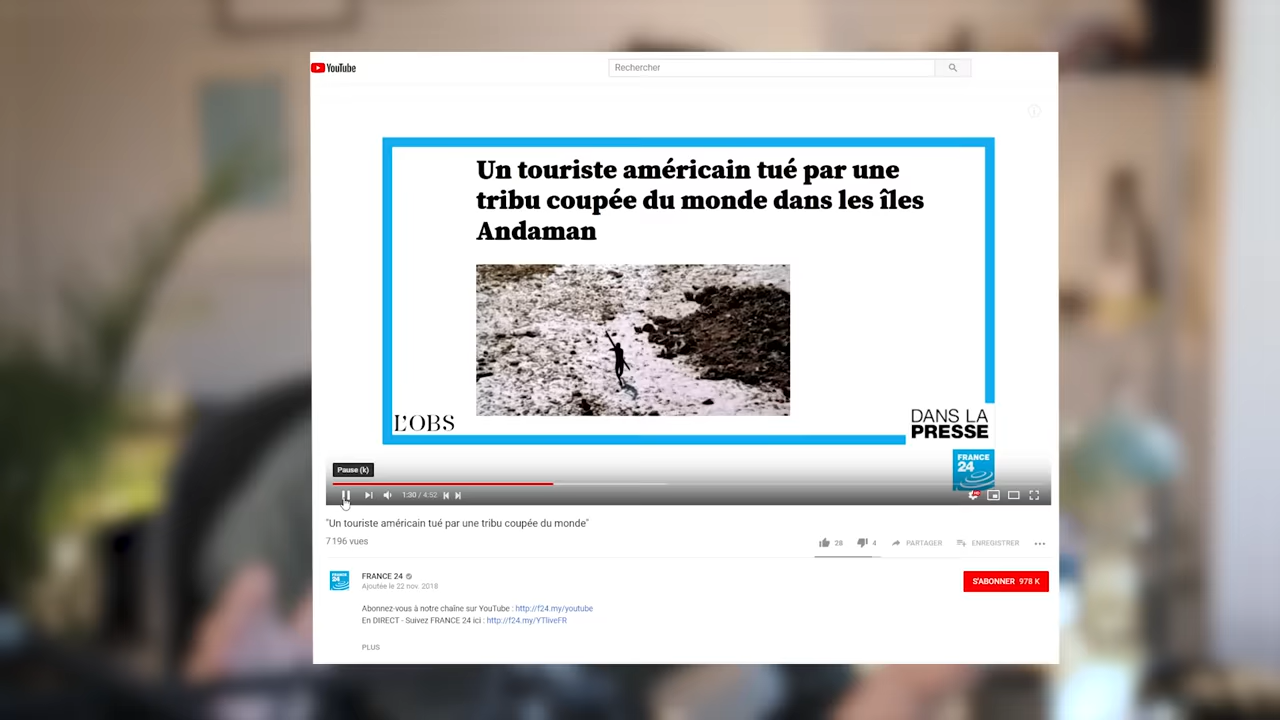 YouTube
Rechercher
Un touriste américain tué par une
tribu coupée du monde dans les îles
Andaman
L'OBS
DANS LA
PRESSE
FRANCE
24
Pause (k)
1:30 / 4:52
"Un touriste américain tué par une tribu coupée du monde"
7 196 vues
28
4
PARTAGER
ENREGISTRER
FRANCE 24
Ajoutée le 22 nov. 2018
S'ABONNER 978 K
Abonnez-vous à notre chaîne sur YouTube : http://f24.my/youtube
En DIRECT - Suivez FRANCE 24 ici : http://f24.my/YTliveFR
PLUS